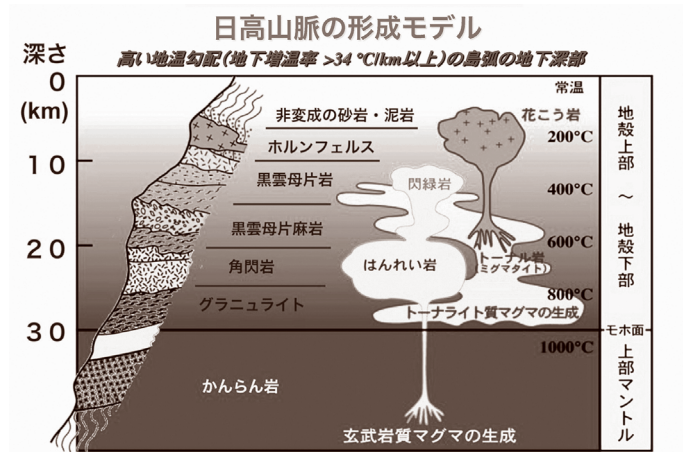 日高山脈の形成モデル
高い地温勾配(地下増温率 >34 ℃/km以上)の島弧の地下深部
深さ
0
(km)
10
20
30
常温
200°C
400°C
600°C
800°C
1000°C
非変成の砂岩・泥岩
ホルンフェルス
黒雲母片岩
黒雲母片麻岩
角閃岩
グラニュライト
かんらん岩
花こう岩
閃緑岩
はんれい岩
トーナル岩
(ミグマタイト)
トーナライト質マグマの生成
玄武岩質マグマの生成
地殻上部 ~ 地殻下部
モホ面
上部マントル